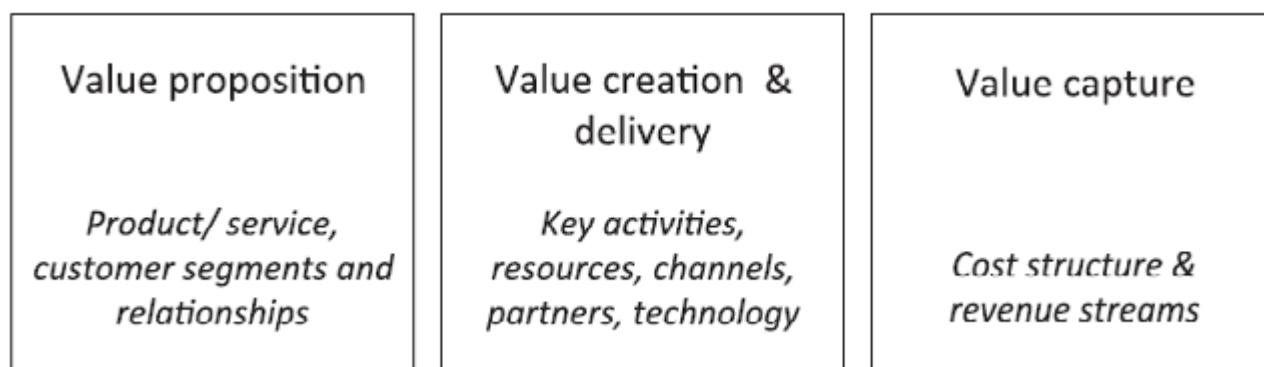 Value proposition
Product/ service,
customer segments and
relationships
Value creation &
delivery
Key activities,
resources, channels,
partners, technology
Value capture
Cost structure &
revenue streams